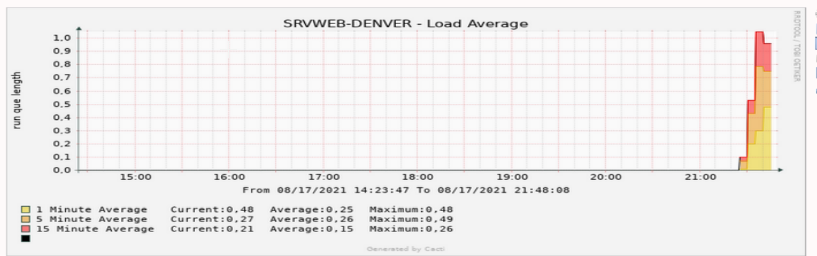 SRVWEB-DENVER - Load Average
RRDTOOL / TOBI OETIKER
run que length
1,0
0,9
0,8
0,7
0,6
0,5
0,4
0,3
0,2
0,1
0,0
15:00 16:00 17:00 18:00 19:00 20:00 21:00
From 08/17/2021 14:23:47 To 08/17/2021 21:48:08
1 Minute Average Current:0,48 Average:0,25 Maximum:0,48
5 Minute Average Current:0,27 Average:0,26 Maximum:0,49
15 Minute Average Current:0,21 Average:0,15 Maximum:0,26
Generated by Cacti